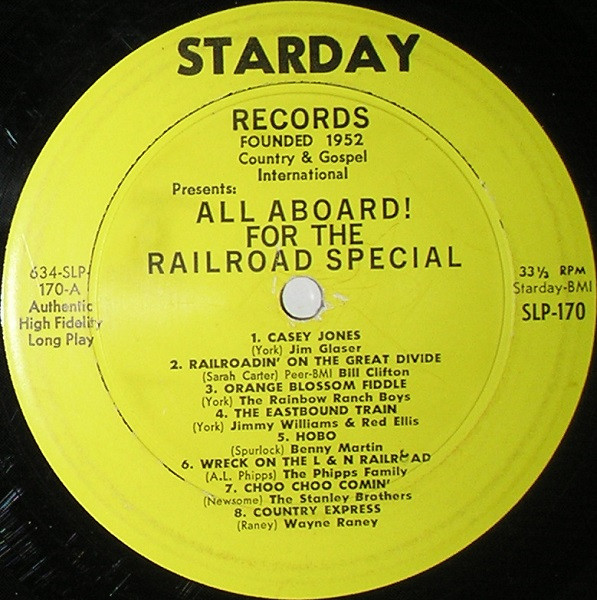 STARDAY
RECORDS
FOUNDED 1952
Country & Gospel
International
Presents:
ALL ABOARD!
FOR THE
RAILROAD SPECIAL
634-SLP-
170-A
Authentic
High Fidelity
Long Play
33 ⅓ RPM
Starday-BMI
SLP-170
1. CASEY JONES
(York) Jim Glaser
2. RAILROADIN' ON THE GREAT DIVIDE
(Sarah Carter) Peer-BMI Bill Clifton
3. ORANGE BLOSSOM FIDDLE
(York) The Rainbow Ranch Boys
4. THE EASTBOUND TRAIN
(York) Jimmy Williams & Red Ellis
5. HOBO
(Spurlock) Benny Martin
6. WRECK ON THE L & N RAILROAD
(A.L. Phipps) The Phipps Family
7. CHOO CHOO COMIN'
(Newsome) The Stanley Brothers
8. COUNTRY EXPRESS
(Raney) Wayne Raney